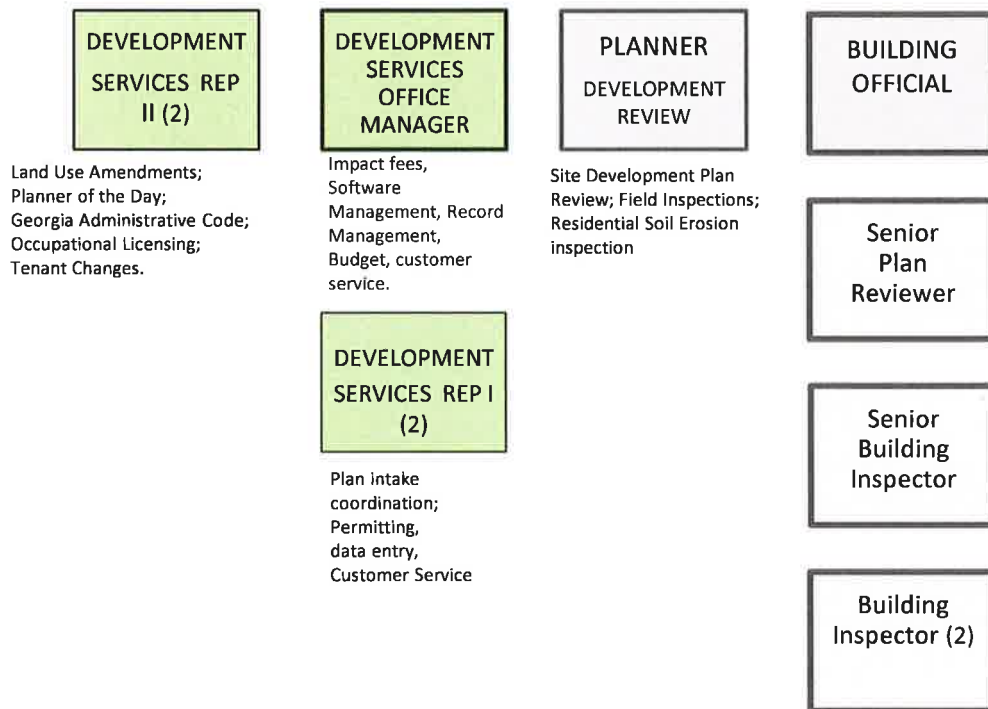 DEVELOPMENT
SERVICES REP
II (2)
Land Use Amendments;
Planner of the Day;
Georgia Administrative Code;
Occupational Licensing;
Tenant Changes.
DEVELOPMENT
SERVICES
OFFICE
MANAGER
Impact fees,
Software
Management, Record
Management,
Budget, customer
service.
DEVELOPMENT
SERVICES REP I
(2)
Plan intake
coordination;
Permitting,
data entry,
Customer Service
PLANNER
DEVELOPMENT
REVIEW
Site Development Plan
Review; Field Inspections;
Residential Soil Erosion
inspection
BUILDING
OFFICIAL
Senior
Plan
Reviewer
Senior
Building
Inspector
Building
Inspector (2)